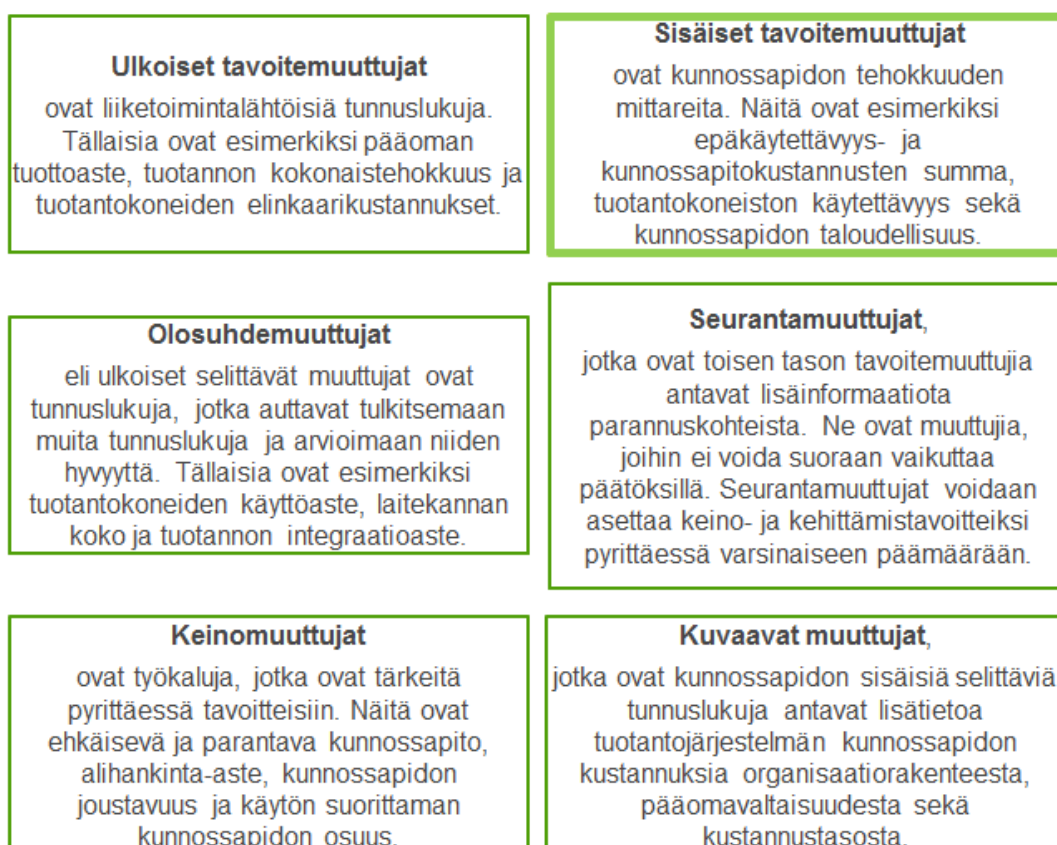 Ulkoiset tavoitemuuttujat
ovat liiketoimintalähtöisiä tunnuslukuja.
Tällaisia ovat esimerkiksi pääoman
tuottoaste, tuotannon kokonaistehokkuus ja
tuotantokoneiden elinkaarikustannukset.
Sisäiset tavoitemuuttujat
ovat kunnossapidon tehokkuuden
mittareita. Näitä ovat esimerkiksi
epäkäytettävyys- ja
kunnossapitokustannusten summa,
tuotantokoneiston käytettävyys sekä
kunnossapidon taloudellisuus.
Olosuhdemuuttujat
eli ulkoiset selittävät muuttujat ovat
tunnuslukuja, jotka auttavat tulkitsemaan
muita tunnuslukuja ja arvioimaan niiden
hyvyyttä. Tällaisia ovat esimerkiksi
tuotantokoneiden käyttöaste, laitekannan
koko ja tuotannon integraatioaste.
Seurantamuuttujat,
jotka ovat toisen tason tavoitemuuttujia
antavat lisäinformaatiota
parannuskohteista. Ne ovat muuttujia,
joihin ei voida suoraan vaikuttaa
päätöksillä. Seurantamuuttujat voidaan
asettaa keino- ja kehittämistavoitteiksi
pyrittäessä varsinaiseen päämäärään.
Keinomuuttujat
ovat työkaluja, jotka ovat tärkeitä
pyrittäessä tavoitteisiin. Näitä ovat
ehkäisevä ja parantava kunnossapito,
alihankinta-aste, kunnossapidon
joustavuus ja käytön suorittaman
kunnossapidon osuus.
Kuvaavat muuttujat,
jotka ovat kunnossapidon sisäisiä selittäviä
tunnuslukuja antavat lisätietoa
tuotantojärjestelmän kunnossapidon
kustannuksia organisaatiorakenteesta,
pääomavaltaisuudesta sekä
kustannustasosta.